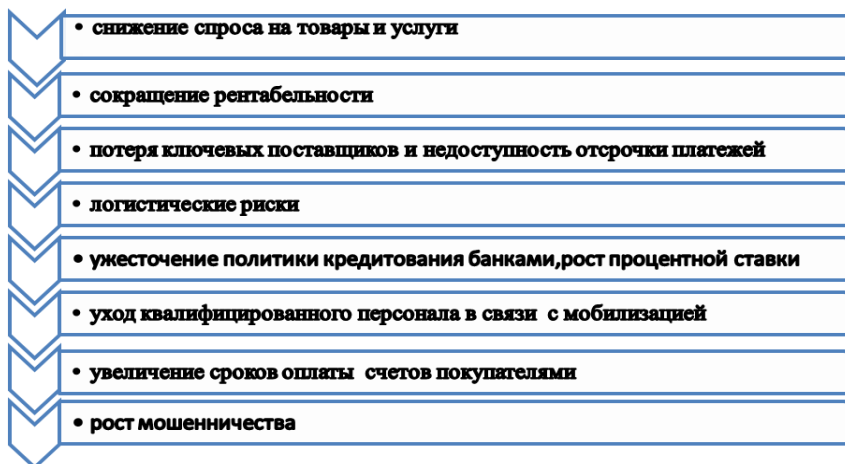 • снижение спроса на товары и услуги
• сокращение рентабельности
• потеря ключевых поставщиков и недоступность отсрочки платежей
• логистические риски
• ужесточение политики кредитования банками,рост процентной ставки
• уход квалифицированного персонала в связи с мобилизацией
• увеличение сроков оплаты счетов покупателями
• рост мошенничества